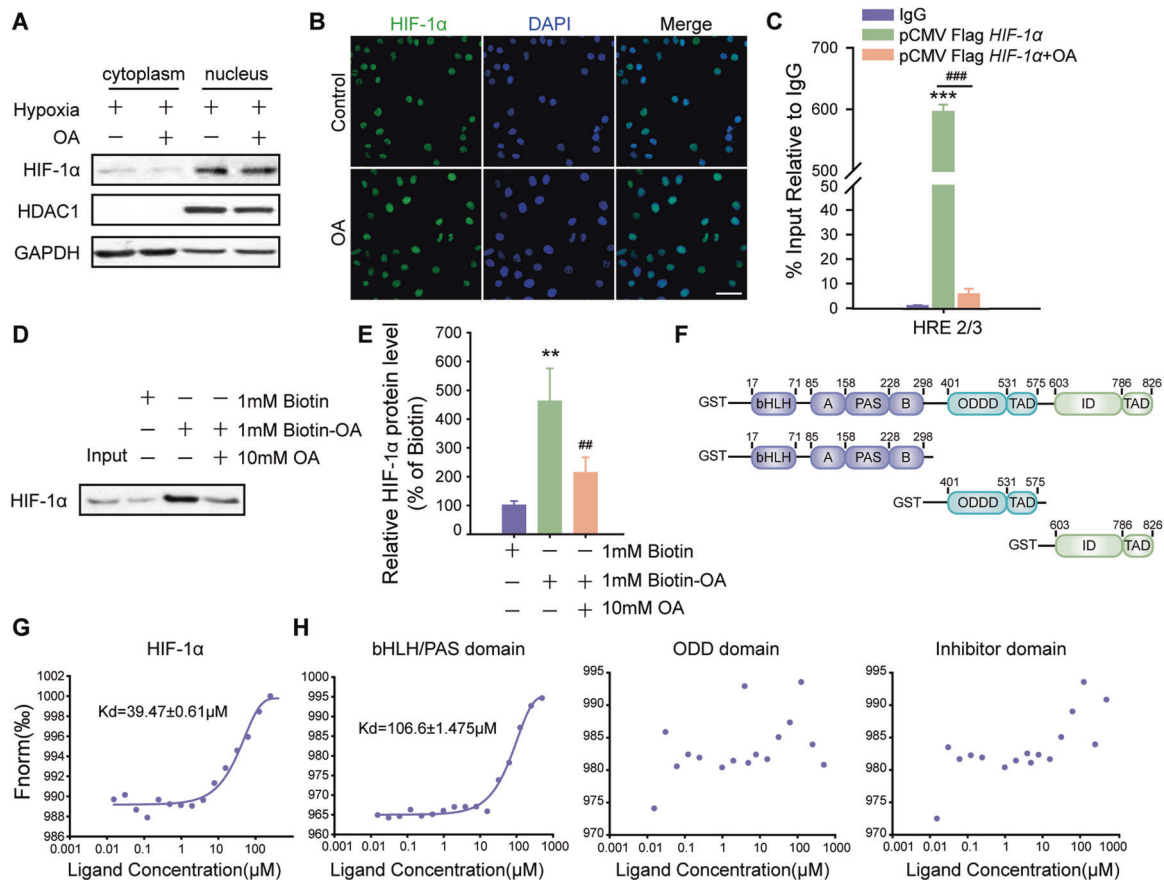 A
cytoplasm nucleus
Hypoxia + + + +
OA − + − +
HIF-1α
HDAC1
GAPDH
B
HIF-1α DAPI Merge
Control
OA
C
IgG
pCMV Flag HIF-1α
pCMV Flag HIF-1α+OA
% Input Relative to IgG
700
600
500
50
40
30
20
10
0
###
***
HRE 2/3
D
+ − − 1mM Biotin
− + + 1mM Biotin-OA
Input − − + 10mM OA
HIF-1α
E
Relative HIF-1α protein level
(% of Biotin)
700
600
500
400
300
200
100
0
**
##
+ − − 1mM Biotin
− + + 1mM Biotin-OA
− − + 10mM OA
F
17 71 85 158 228 298 401 531 575 603 786 826
GST bHLH A PAS B ODDD TAD ID TAD
17 71 85 158 228 298
GST bHLH A PAS B
401 531 575
GST ODDD TAD
603 786 826
GST ID TAD
G
HIF-1α
Kd=39.47±0.61μM
Fnorm(‰)
1002
1000
998
996
994
992
990
988
986
0.001 0.01 0.1 1 10 100
Ligand Concentration(μM)
H
bHLH/PAS domain
Kd=106.6±1.475μM
1000
995
990
985
980
975
970
965
960
0.001 0.01 0.1 1 10 100 1000
Ligand Concentration(μM)
ODD domain
995
990
985
980
975
970
0.01 0.1 1 10 100 1000
Ligand Concentration(μM)
Inhibitor domain
995
990
985
980
975
970
0.001 0.01 0.1 1 10 100 1000
Ligand Concentration(μM)